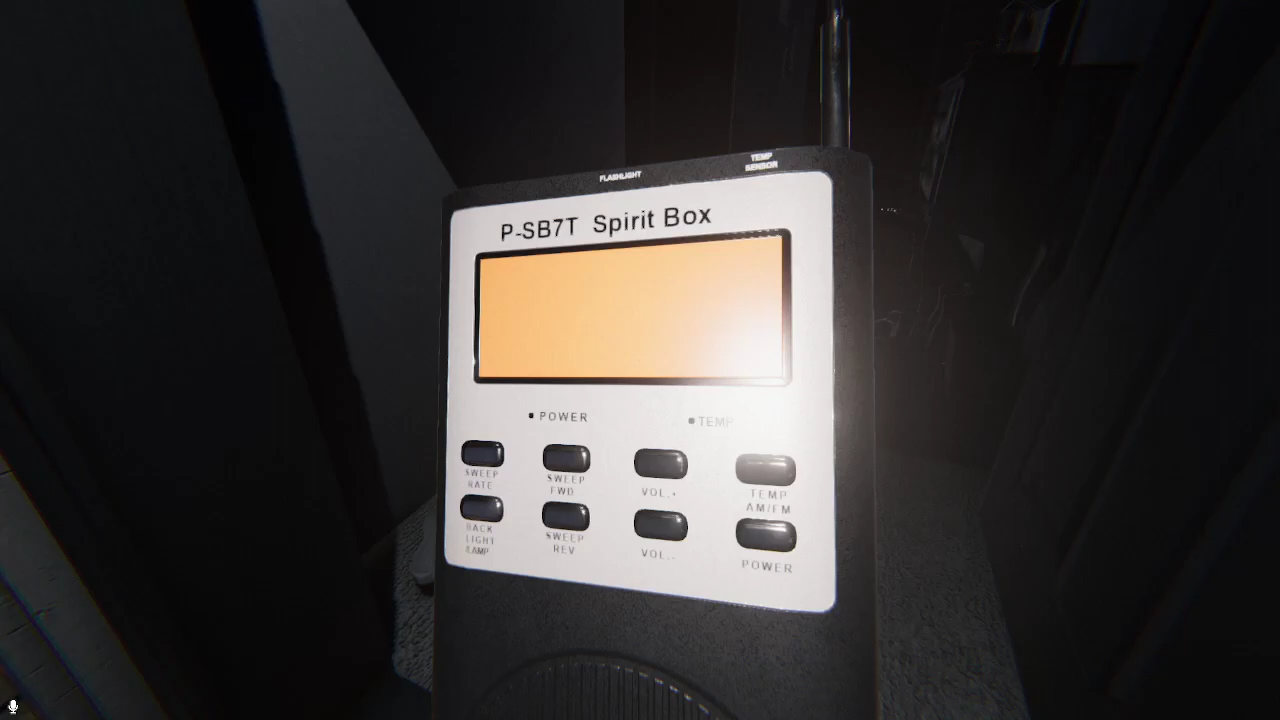 TEMP
SENSOR
FLASHLIGHT
P-SB7T Spirit Box
POWER
TEMP
SWEEP
RATE
SWEEP
FWD
VOL.+
TEMP
AM/FM
BACK
LIGHT
/LAMP
SWEEP
REV
VOL.-
POWER